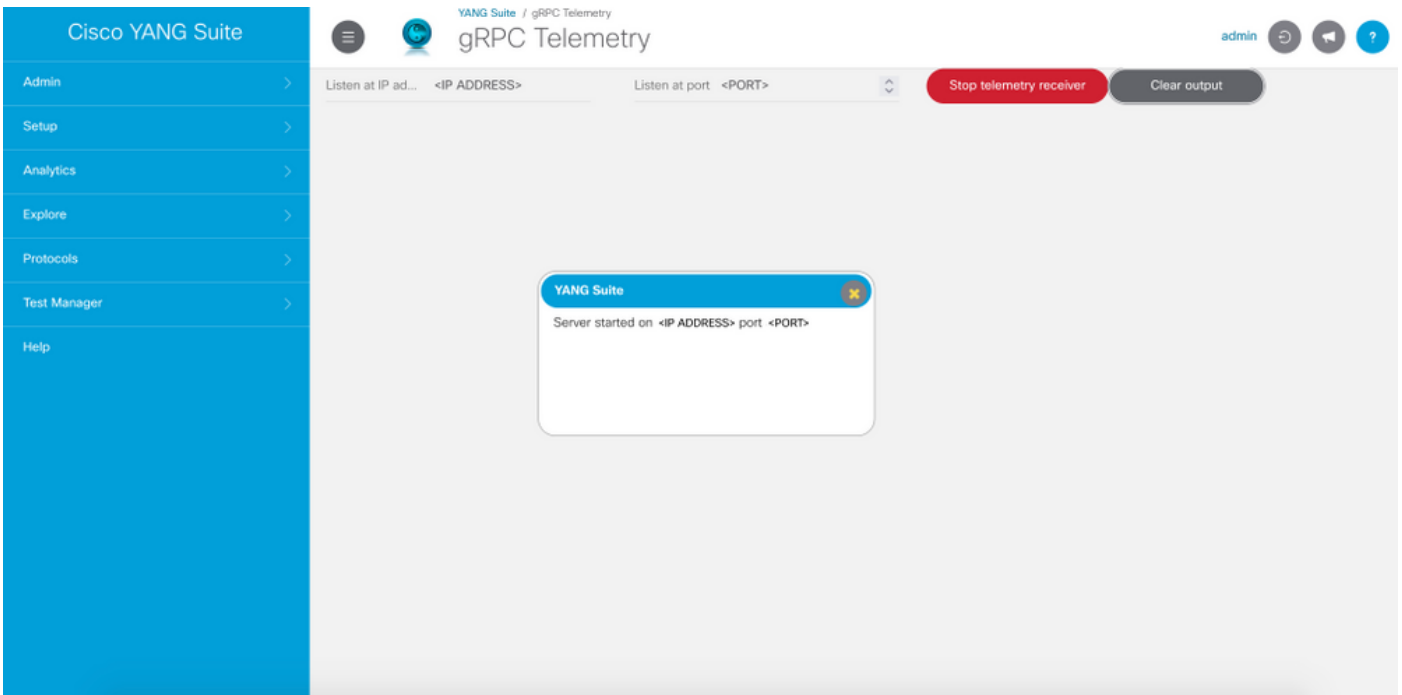 Cisco YANG Suite
YANG Suite / gRPC Telemetry
gRPC Telemetry
admin
?
Admin
Setup
Analytics
Explore
Protocols
Test Manager
Help
Listen at IP ad... <IP ADDRESS>
Listen at port <PORT>
Stop telemetry receiver
Clear output
YANG Suite
Server started on <IP ADDRESS> port <PORT>